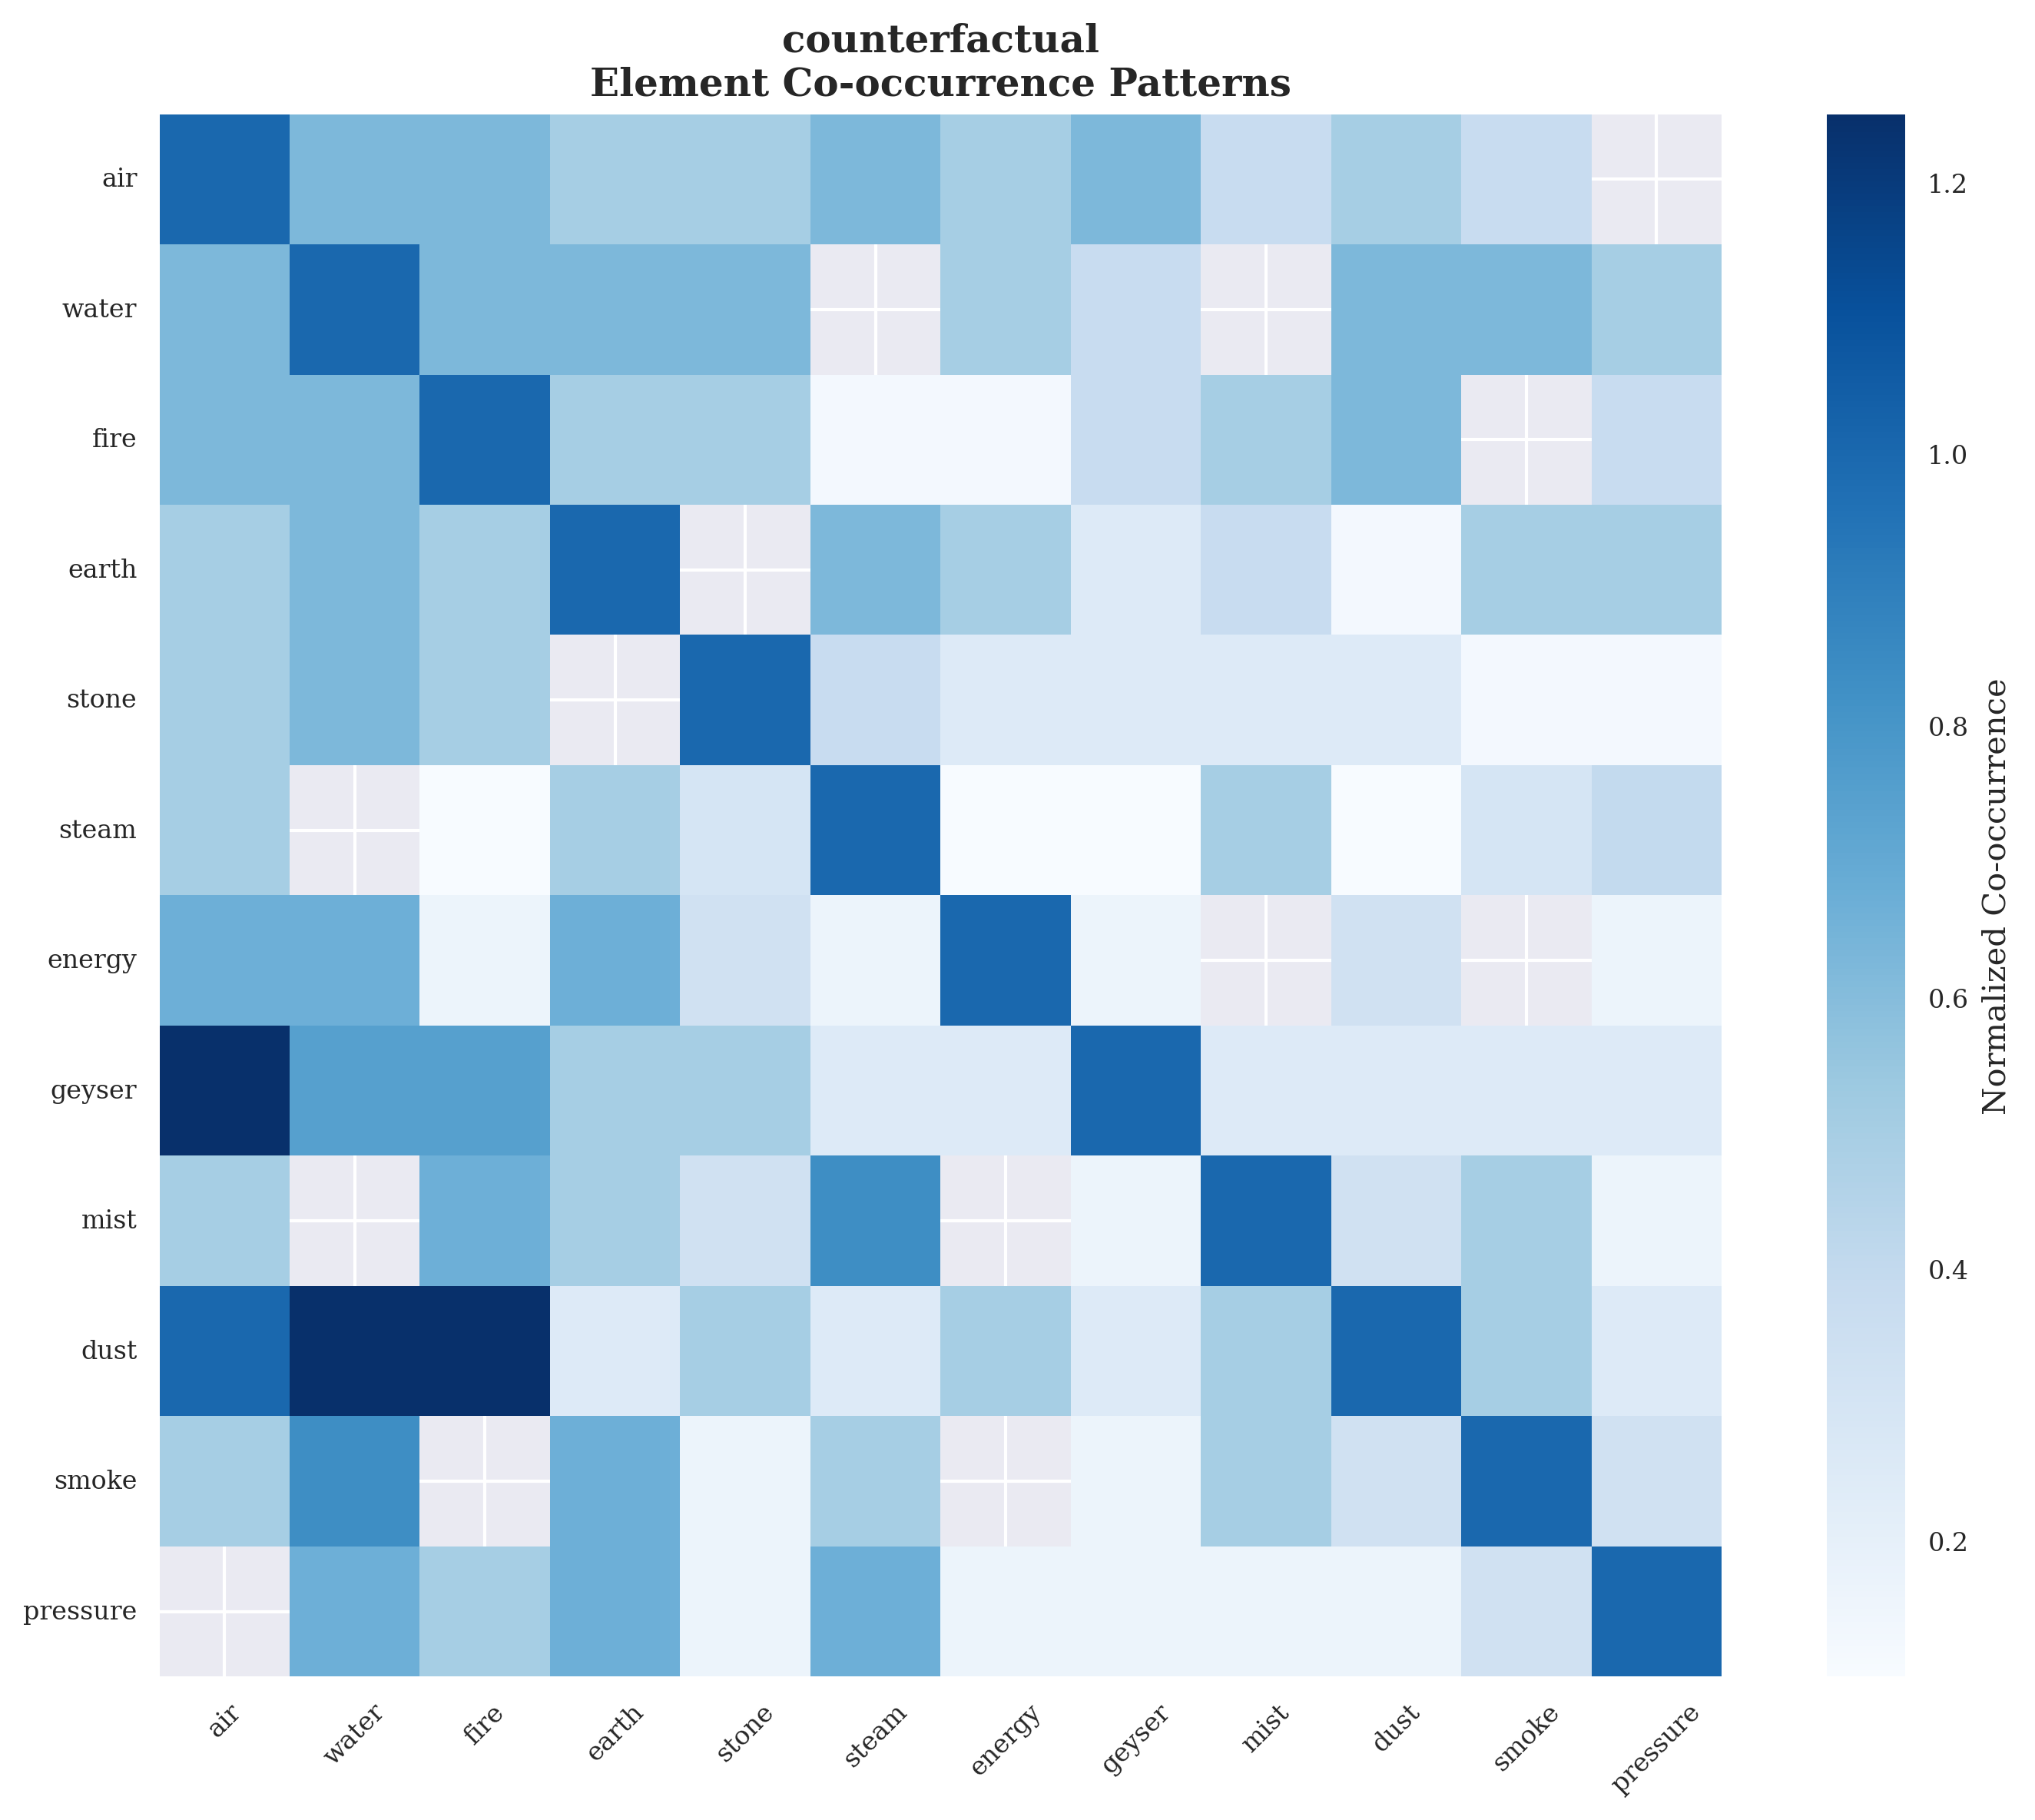 counterfactual
Element Co-occurrence Patterns
air
water
fire
earth
stone
steam
energy
geyser
mist
dust
smoke
pressure
air
water
fire
earth
stone
steam
energy
geyser
mist
dust
smoke
pressure
1.2
1.0
0.8
0.6
0.4
0.2
Normalized Co-occurrence